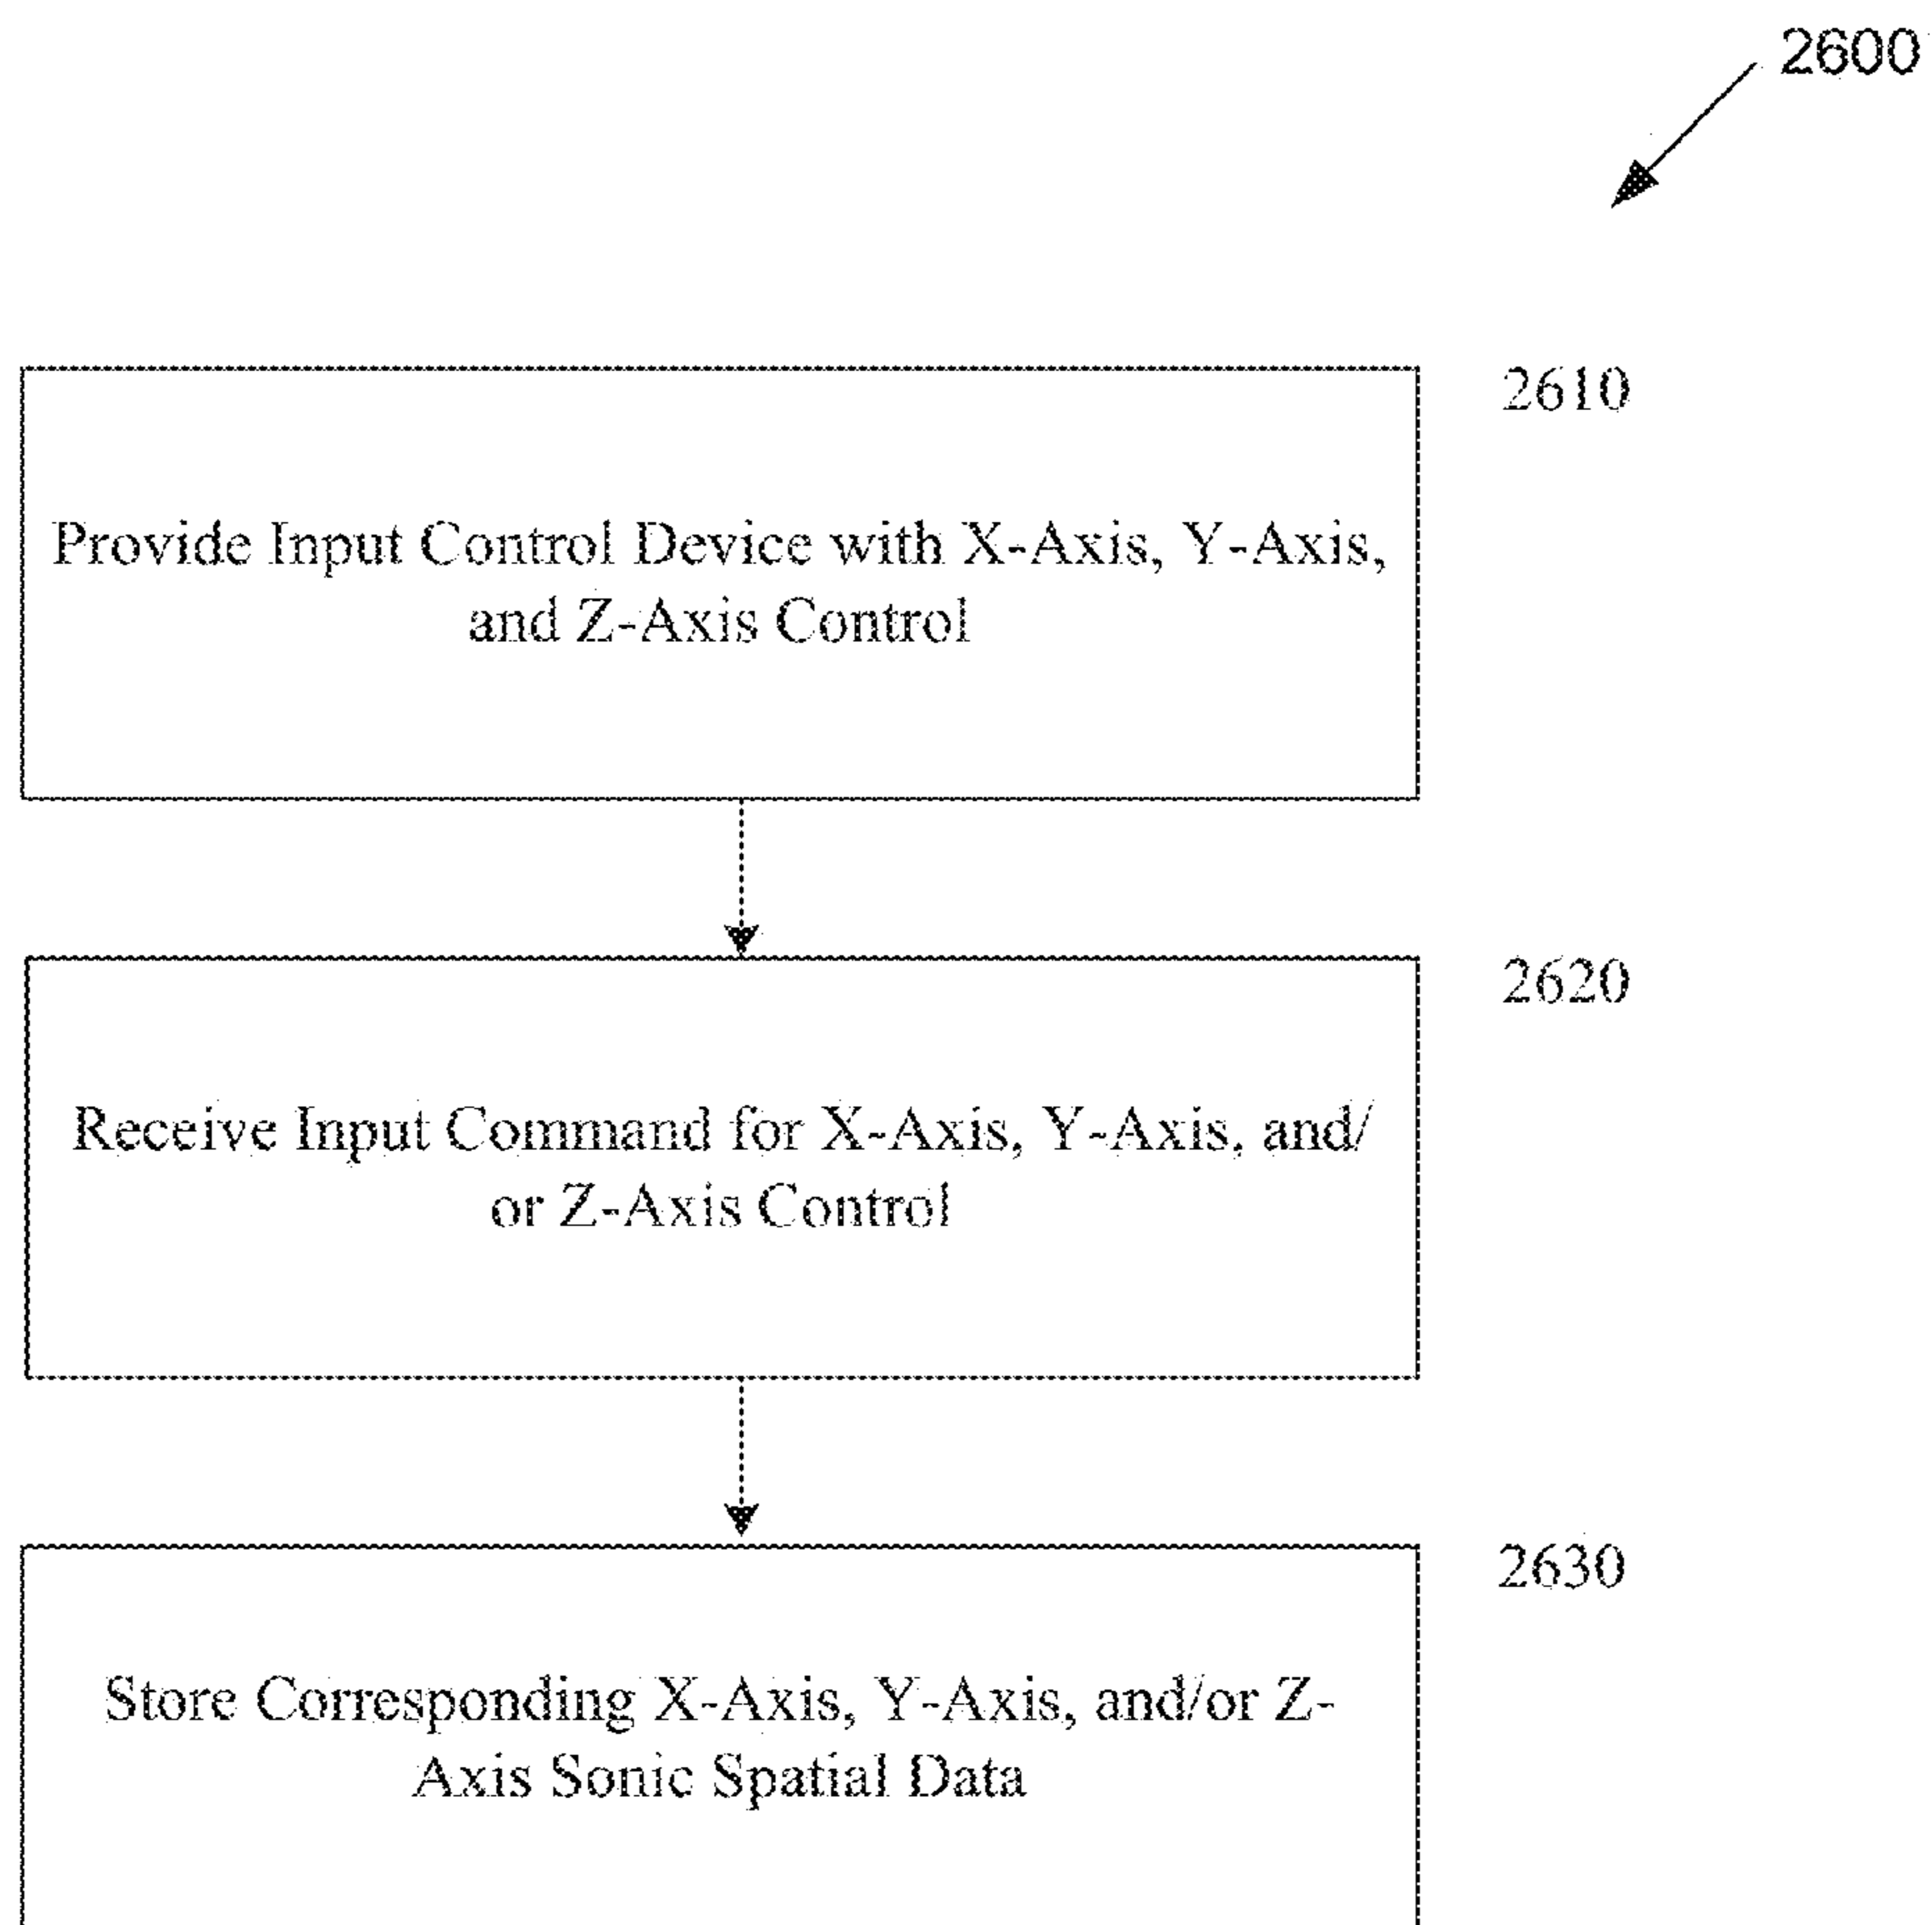 2600
2610
Provide Input Control Device with X-Axis, Y-Axis,
and Z-Axis Control
2620
Receive Input Command for X-Axis, Y-Axis, and/
or Z-Axis Control
2630
Store Corresponding X-Axis, Y-Axis, and/or Z-
Axis Sonic Spatial Data